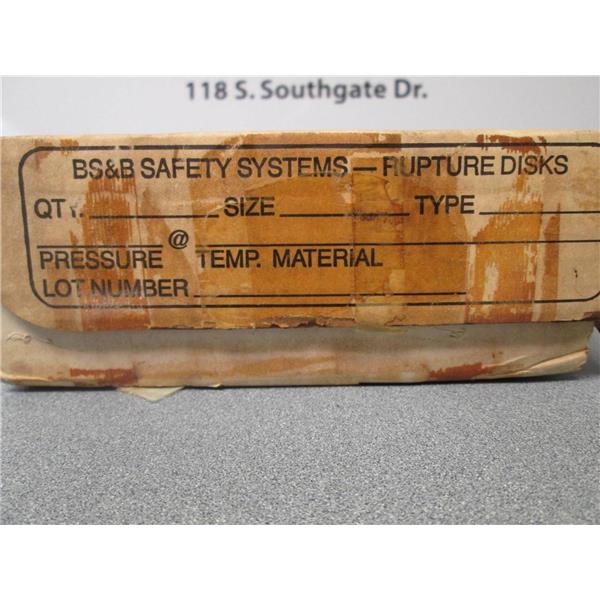 118 S. Southgate Dr.
BS&B SAFETY SYSTEMS — RUPTURE DISKS
QTY. SIZE TYPE
@
PRESSURE TEMP. MATERIAL
LOT NUMBER